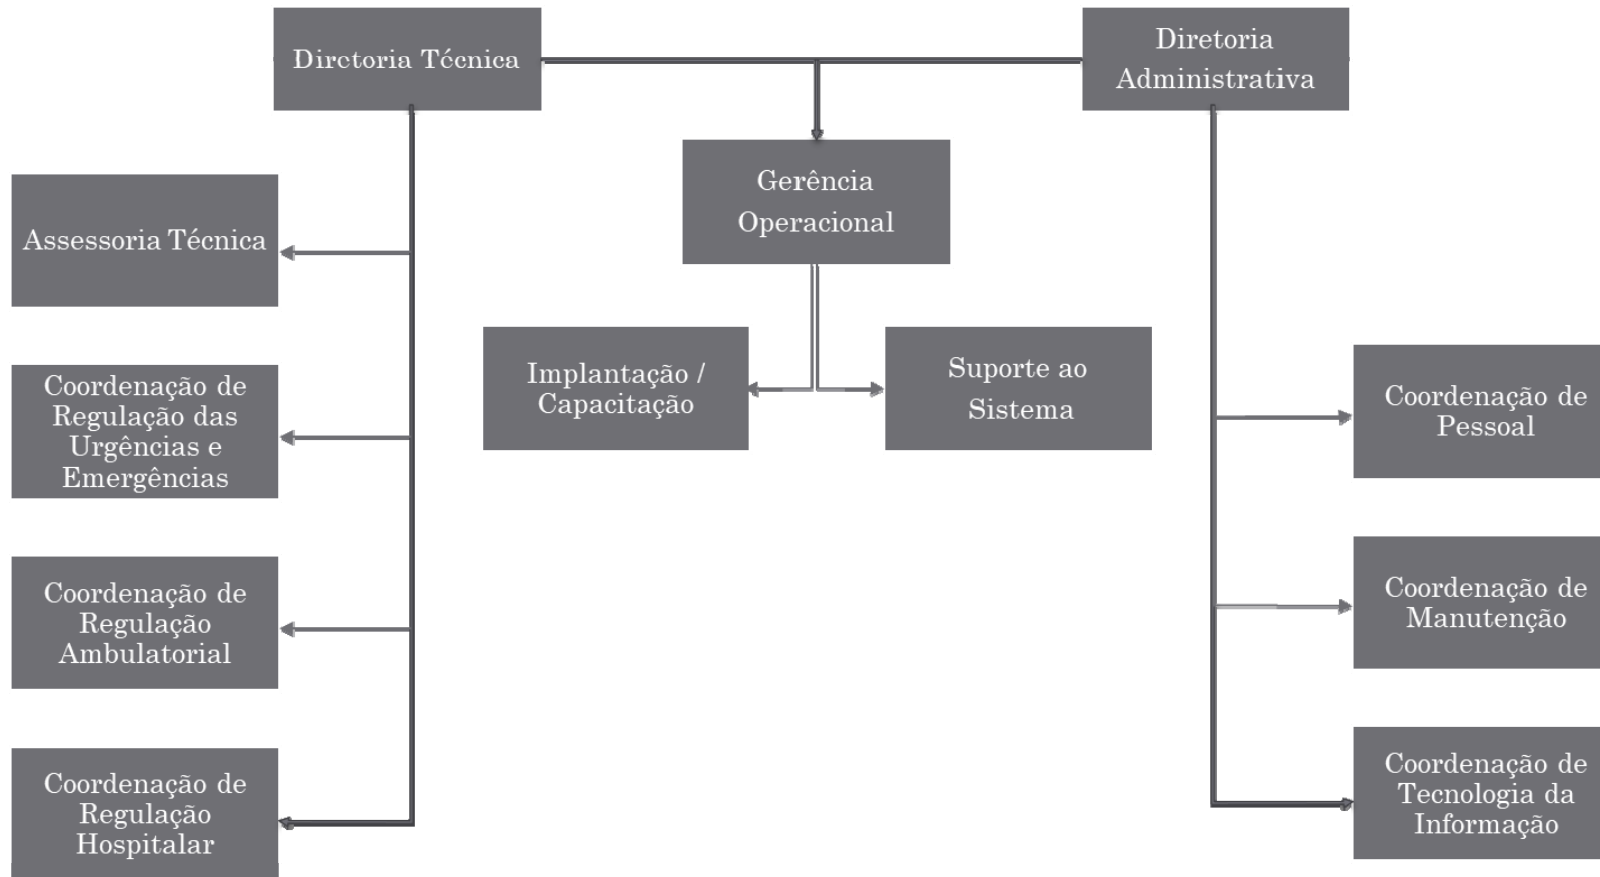 Diretoria Técnica
Diretoria
Administrativa
Gerência
Operacional
Assessoria Técnica
Implantação /
Capacitação
Suporte ao
Sistema
Coordenação de
Regulação das
Urgências e
Emergências
Coordenação de
Pessoal
Coordenação de
Regulação
Ambulatorial
Coordenação de
Manutenção
Coordenação de
Regulação
Hospitalar
Coordenação de
Tecnologia da
Informação